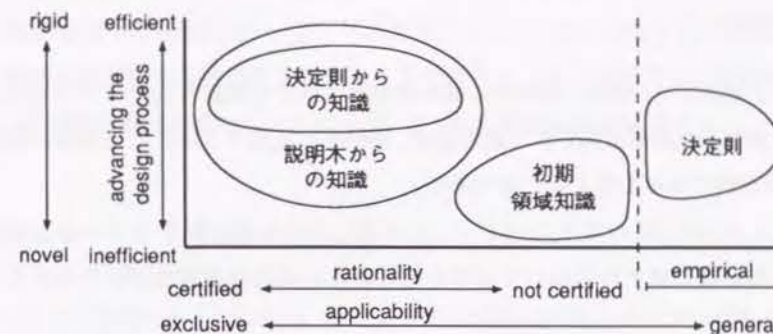 rigid
efficient
advancing the
design process
novel
inefficient
決定則から
の知識
説明木から
の知識
初期
領域知識
決定則
rationality
empirical
certified
not certified
applicability
exclusive
general